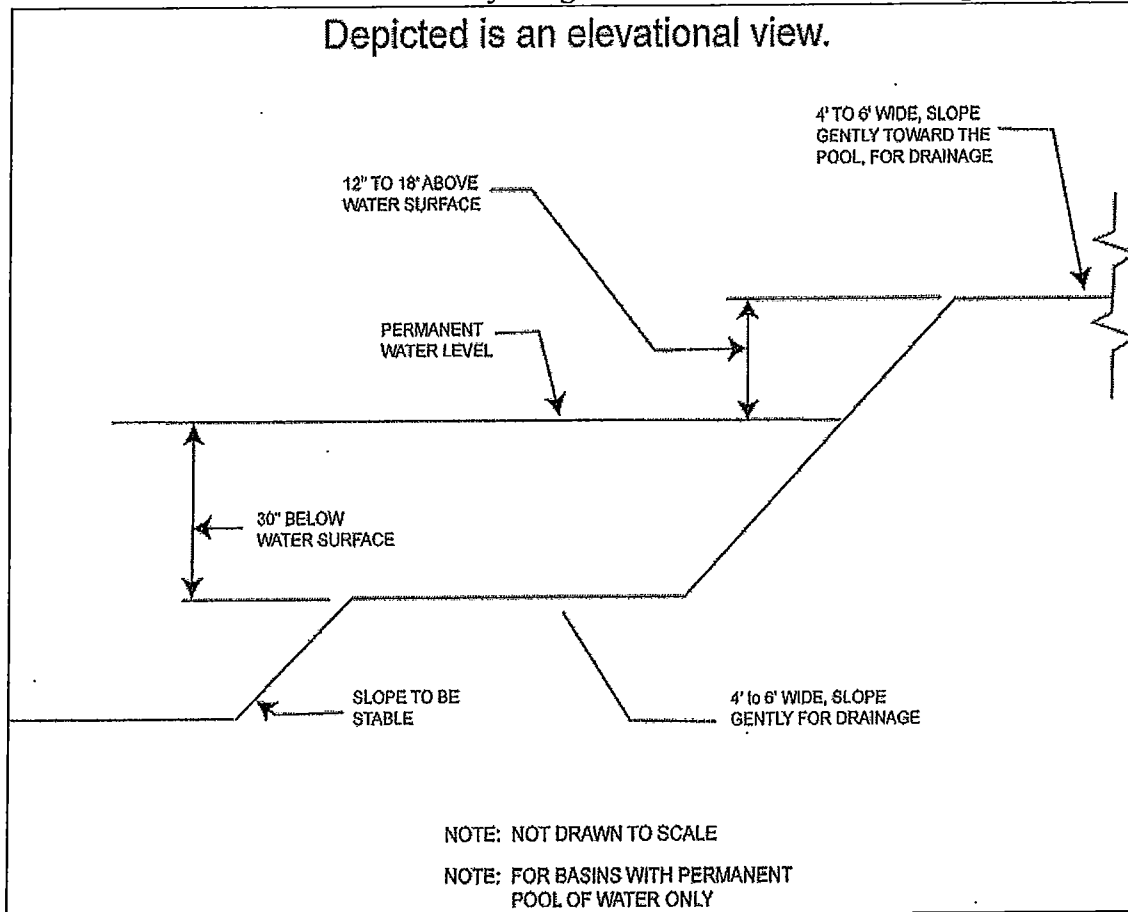 Depicted is an elevational view.
4' TO 6' WIDE, SLOPE
GENTLY TOWARD THE
POOL, FOR DRAINAGE
12" TO 18" ABOVE
WATER SURFACE
PERMANENT
WATER LEVEL
30" BELOW
WATER SURFACE
SLOPE TO BE
STABLE
4' to 6' WIDE, SLOPE
GENTLY FOR DRAINAGE
NOTE: NOT DRAWN TO SCALE
NOTE: FOR BASINS WITH PERMANENT
POOL OF WATER ONLY